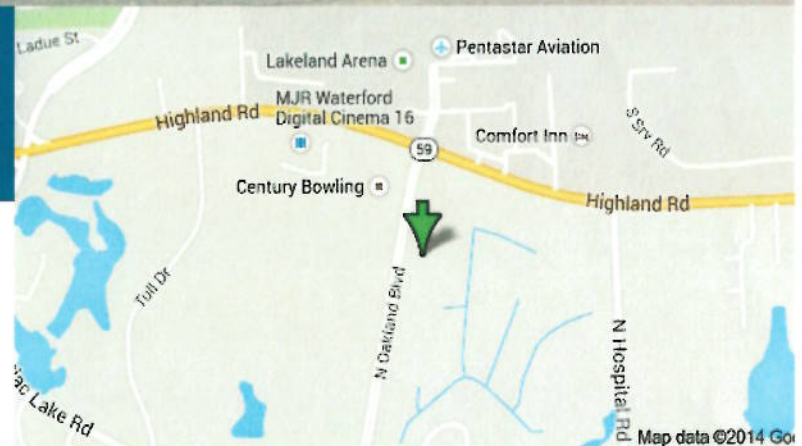 Ladue St
Pentastar Aviation
Lakeland Arena
MJR Waterford
Digital Cinema 16
Highland Rd
S Srv Rd
Comfort Inn
59
Century Bowling
Highland Rd
Tull Dr
N Oakland Blvd
N Hospital Rd
Lake Rd
Map data ©2014